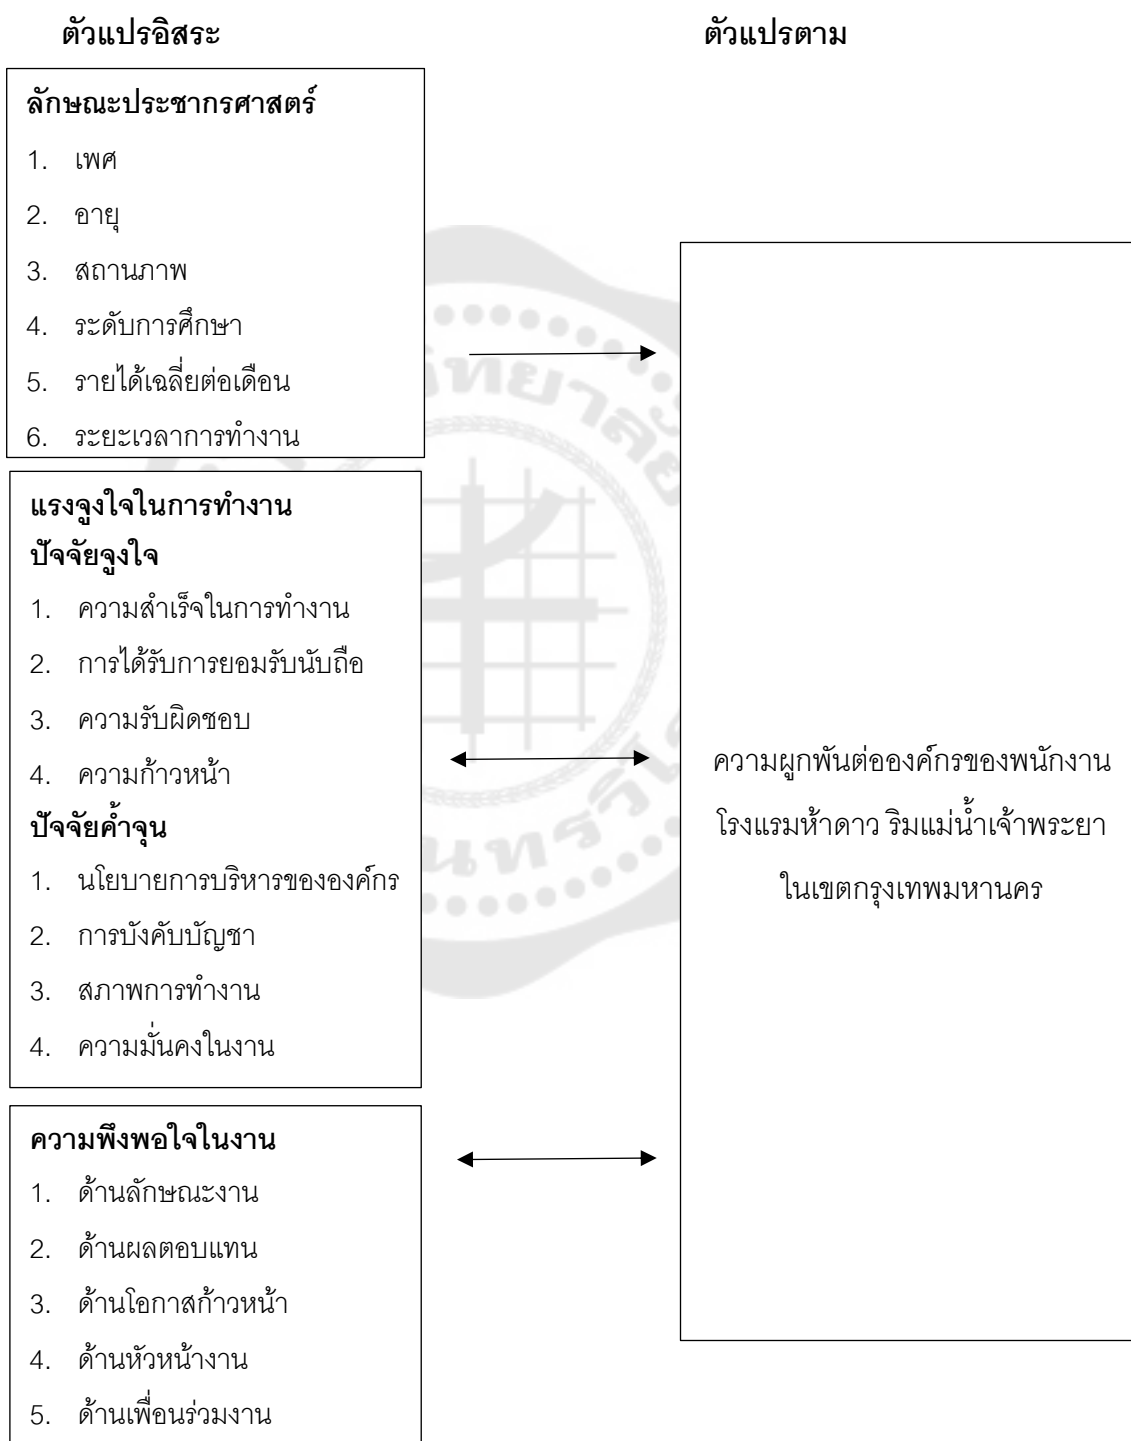 ตัวแปรอิสระ
ตัวแปรตาม
ลักษณะประชากรศาสตร์
1. เพศ
2. อายุ
3. สถานภาพ
4. ระดับการศึกษา
5. รายได้เฉลี่ยต่อเดือน
6. ระยะเวลาการทำงาน
แรงจูงใจในการทำงาน
ปัจจัยจูงใจ
1. ความสำเร็จในการทำงาน
2. การได้รับการยอมรับนับถือ
3. ความรับผิดชอบ
4. ความก้าวหน้า
ปัจจัยค้ำจุน
1. นโยบายการบริหารขององค์กร
2. การบังคับบัญชา
3. สภาพการทำงาน
4. ความมั่นคงในงาน
ความพึงพอใจในงาน
1. ด้านลักษณะงาน
2. ด้านผลตอบแทน
3. ด้านโอกาสก้าวหน้า
4. ด้านหัวหน้างาน
5. ด้านเพื่อนร่วมงาน
ความผูกพันต่อองค์กรของพนักงาน
โรงแรมห้าดาว ริมแม่น้ำเจ้าพระยา
ในเขตกรุงเทพมหานคร